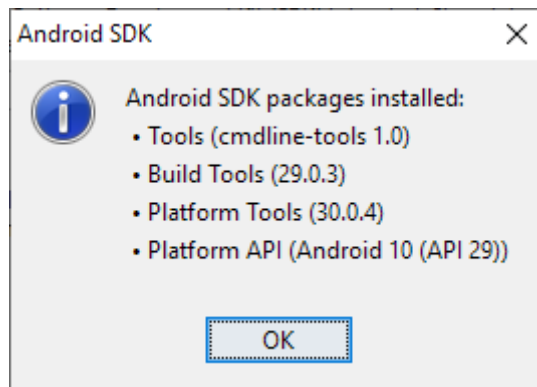 Android SDK
Android SDK packages installed:
• Tools (cmdline-tools 1.0)
• Build Tools (29.0.3)
• Platform Tools (30.0.4)
• Platform API (Android 10 (API 29))
OK